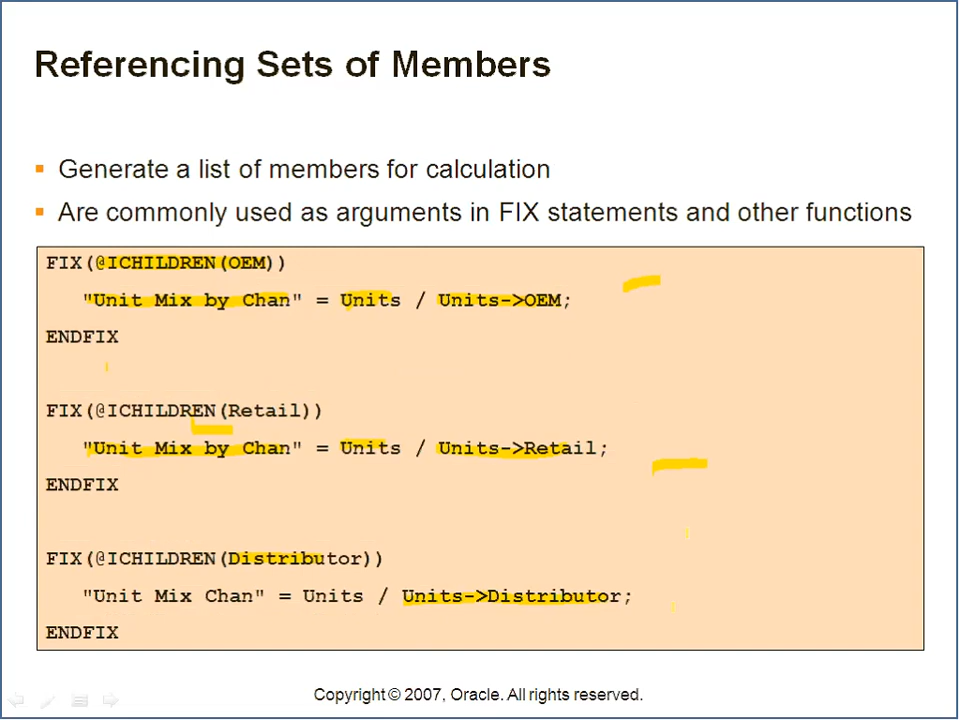 Referencing Sets of Members
Generate a list of members for calculation
Are commonly used as arguments in FIX statements and other functions
FIX(@ICHILDREN(OEM))
"Unit Mix by Chan" = Units / Units->OEM;
ENDFIX
FIX(@ICHILDREN(Retail))
"Unit Mix by Chan" = Units / Units->Retail;
ENDFIX
FIX(@ICHILDREN(Distributor))
"Unit Mix Chan" = Units / Units->Distributor;
ENDFIX
Copyright © 2007, Oracle. All rights reserved.